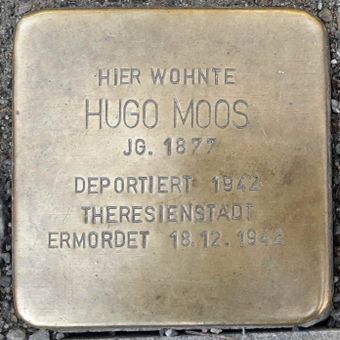 HIER WOHNTE
HUGO MOOS
JG. 1877
DEPORTIERT 1942
THERESIENSTADT
ERMORDET 18.12.1942